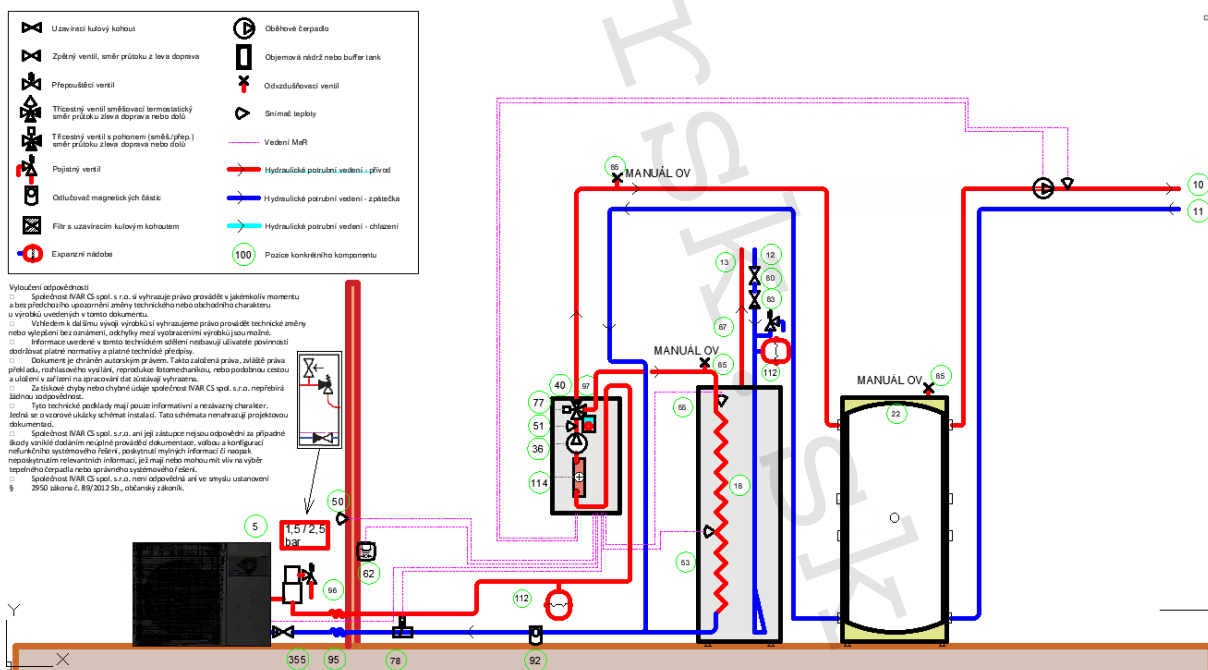 Uzavírací kulový kohout
Zpětný ventil, směr průtoku z leva doprava
Přepouštěcí ventil
Třícestný ventil směšovací termostatický
směr průtoku zleva doprava nebo dolů
Třícestný ventil s pohonem (směš./přep.)
směr průtoku zleva doprava nebo dolů
Pojistný ventil
Odlučovač magnetických částic
Filtr s uzavíracím kulovým kohoutem
Expanzní nádoba
Oběhové čerpadlo
Objemová nádrž nebo buffer tank
Odvzdušňovací ventil
Snímač teploty
Vedení MaR
Hydraulické potrubní vedení - přívod
Hydraulické potrubní vedení - zpátečka
Hydraulické potrubní vedení - chlazení
100 Pozice konkrétního komponentu
Vyloučení odpovědnosti
Společnost IVAR CS spol. s r.o. si vyhrazuje právo provádět v jakémkoliv momentu
a bez předchozího upozornění změny technického nebo obchodního charakteru
u výrobků uvedených v tomto dokumentu.
Vzhledem k dalšímu vývoji výrobků si vyhrazujeme právo provádět technické změny
nebo vylepšení bez oznámení, odchylky mezi vyobrazeními výrobků jsou možné.
Informace uvedené v tomto technickém sdělení nezbavují uživatele povinnosti
dodržovat platné normativy a platné technické předpisy.
Dokument je chráněn autorským právem. Takto založená práva, zvláště práva
překladu, rozhlasového vysílání, reprodukce fotomechanikou, nebo podobnou cestou
a uložení v zařízení na zpracování dat zůstávají vyhrazena.
Za tiskové chyby nebo chybné údaje společnost IVAR CS spol. s r.o. nepřebírá
žádnou zodpovědnost.
Tyto technické podklady mají pouze informativní a nezávazný charakter.
Jedná se o vzorové ukázky schémat instalací. Tato schémata nenahrazují projektovou
dokumentaci.
Společnost IVAR CS spol. s r.o. ani její zástupce nejsou odpovědní za případné
škody vzniklé dodáním neúplné prováděcí dokumentace, volbou a konfigurací
nefunkčního systémového řešení, poskytnutí mylných informací či naopak
neposkytnutím relevantních informací, jež mají nebo mohou mít vliv na výběr
tepelného čerpadla nebo správného systémového řešení.
Společnost IVAR CS spol. s r.o. není odpovědná ani ve smyslu ustanovení
§ 2950 zákona č. 89/2012 Sb., občanský zákoník.
rsk
sk
85
MANUÁL OV
10
11
13
12
80
83
87
112
MANUÁL OV
85
MANUÁL OV
85
40
97
77
51
36
114
55
18
53
22
50
5
1,5 / 2,5
bar
62
96
112
355
95
78
92
Y
X